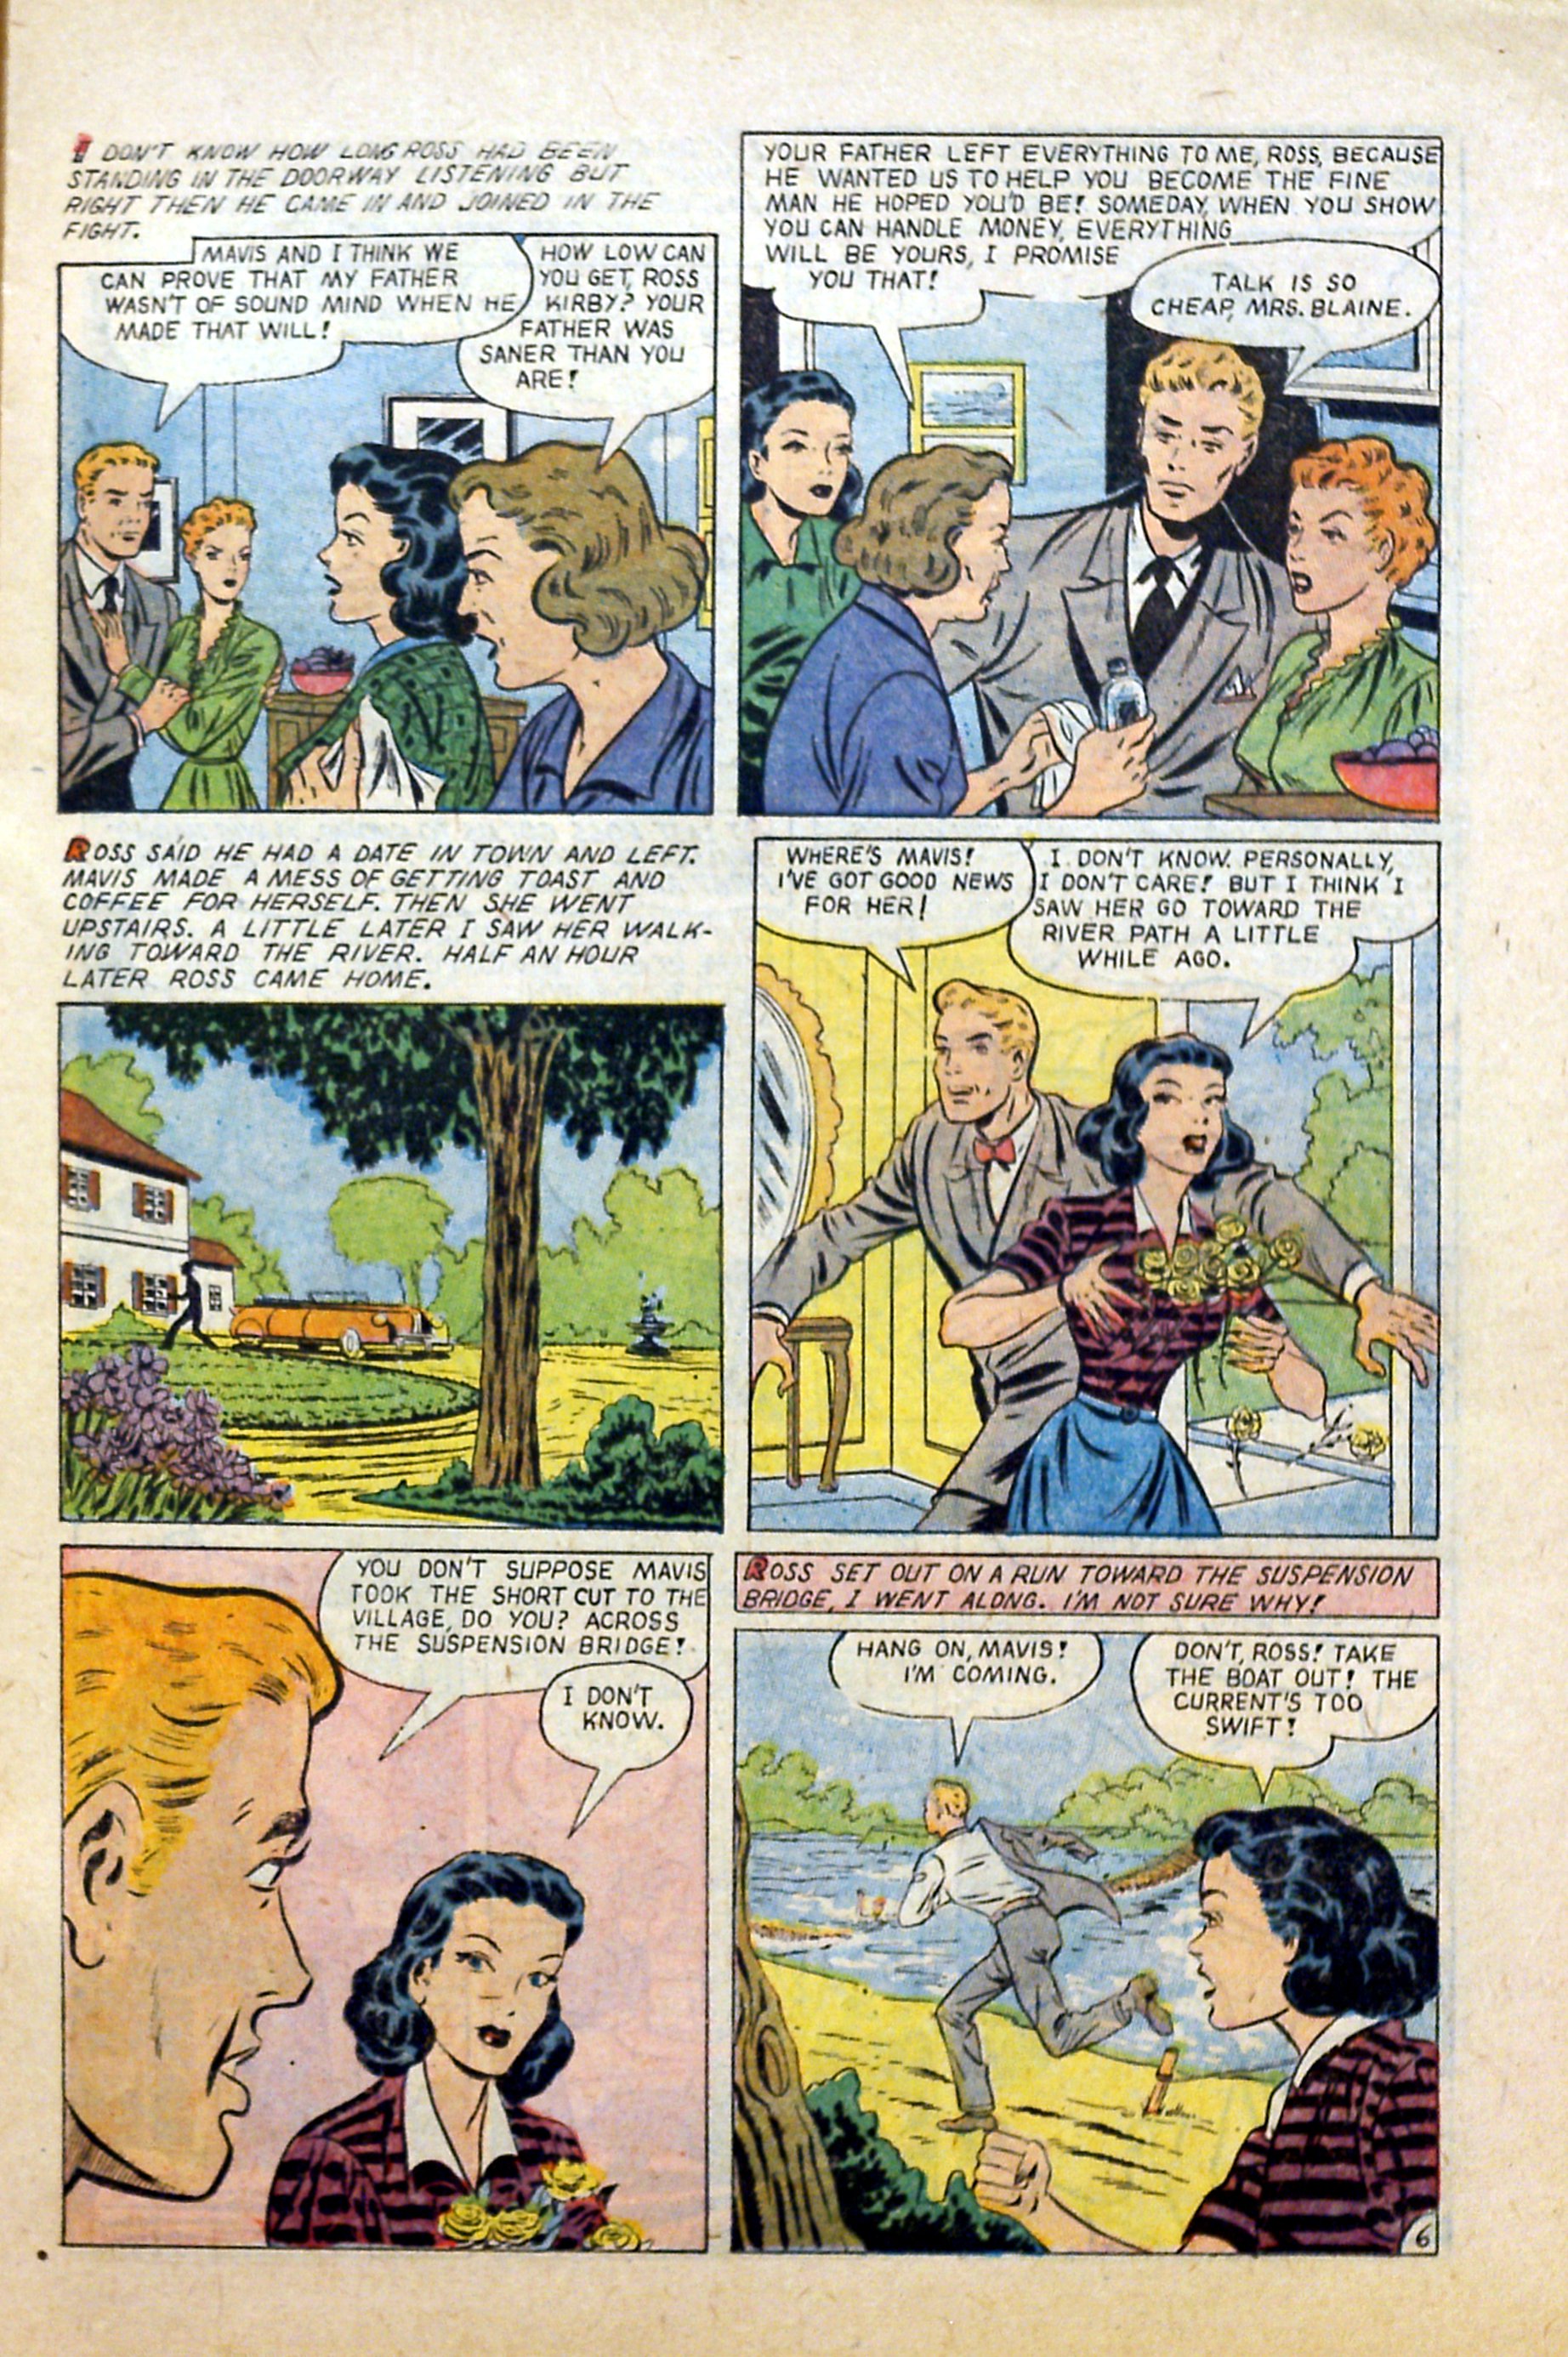 I DON'T KNOW HOW LONG ROSS HAD BEEN
STANDING IN THE DOORWAY LISTENING BUT
RIGHT THEN HE CAME IN AND JOINED IN THE
FIGHT.
MAVIS AND I THINK WE
CAN PROVE THAT MY FATHER
WASN'T OF SOUND MIND WHEN HE
MADE THAT WILL!
HOW LOW CAN
YOU GET, ROSS
KIRBY? YOUR
FATHER WAS
SANER THAN YOU
ARE!
YOUR FATHER LEFT EVERYTHING TO ME, ROSS, BECAUSE
HE WANTED US TO HELP YOU BECOME THE FINE
MAN HE HOPED YOU'D BE! SOMEDAY, WHEN YOU SHOW
YOU CAN HANDLE MONEY, EVERYTHING
WILL BE YOURS, I PROMISE
YOU THAT!
TALK IS SO
CHEAP, MRS. BLAINE.
ROSS SAID HE HAD A DATE IN TOWN AND LEFT.
MAVIS MADE A MESS OF GETTING TOAST AND
COFFEE FOR HERSELF. THEN SHE WENT
UPSTAIRS. A LITTLE LATER I SAW HER WALK-
ING TOWARD THE RIVER. HALF AN HOUR
LATER ROSS CAME HOME.
WHERE'S MAVIS!
I'VE GOT GOOD NEWS
FOR HER!
I DON'T KNOW. PERSONALLY,
I DON'T CARE! BUT I THINK I
SAW HER GO TOWARD THE
RIVER PATH A LITTLE
WHILE AGO.
YOU DON'T SUPPOSE MAVIS
TOOK THE SHORT CUT TO THE
VILLAGE, DO YOU? ACROSS
THE SUSPENSION BRIDGE!
I DON'T
KNOW.
ROSS SET OUT ON A RUN TOWARD THE SUSPENSION
BRIDGE, I WENT ALONG. I'M NOT SURE WHY!
HANG ON, MAVIS!
I'M COMING.
DON'T, ROSS! TAKE
THE BOAT OUT! THE
CURRENT'S TOO
SWIFT!
6